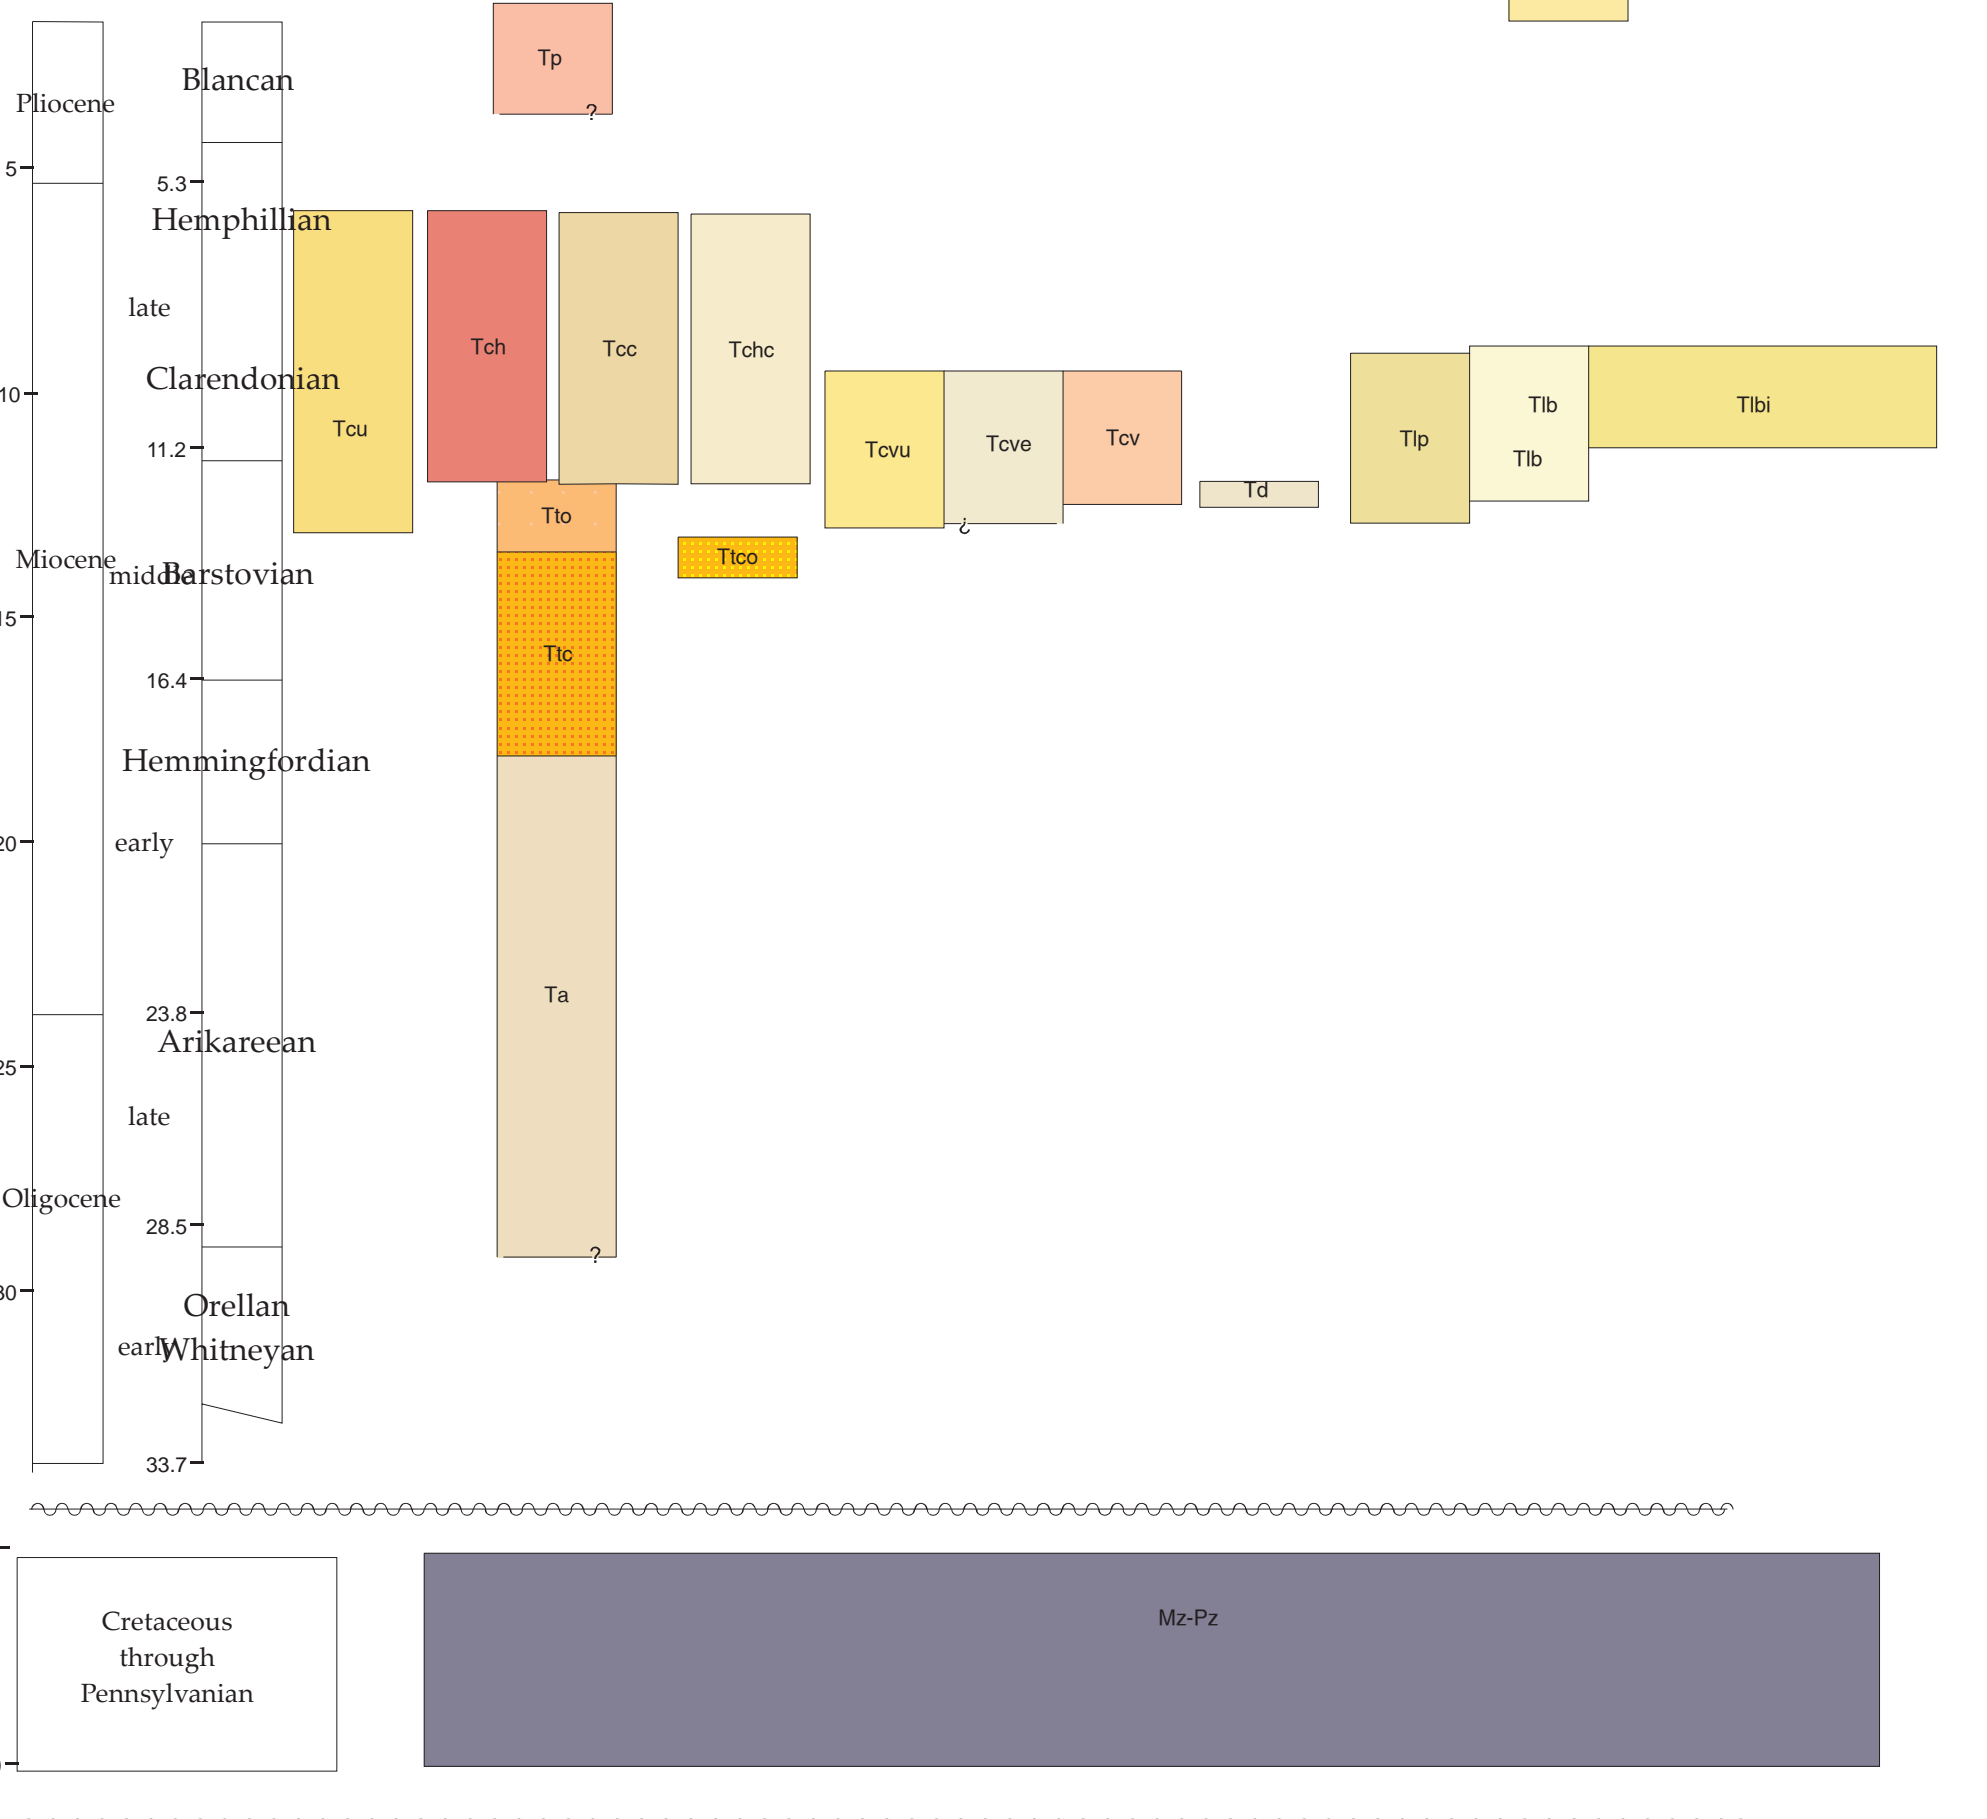 Tp
Blancan
Pliocene
?
5
5.3
Hemphillian
late
Tch
Tcc
Tchc
Clarendonian
10
Tlb
Tlbi
Tcu
11.2
Tcvu
Tcve
Tcv
Tlp
Tlb
Td
Tto
¿
Miocene
middle
Barstovian
Ttco
15
Ttc
16.4
Hemmingfordian
20
early
Ta
23.8
Arikareean
25
late
Oligocene
28.5
?
30
Orellan
early
Whitneyan
33.7
Cretaceous
through
Pennsylvanian
Mz-Pz